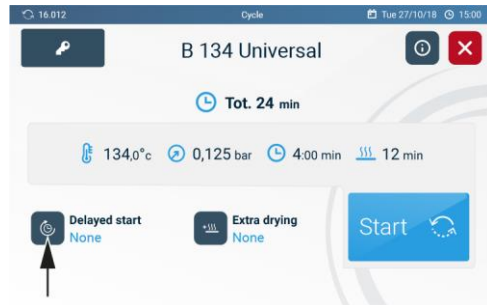 16.012 Cycle Tue 27/10/18 15:00
B 134 Universal
Tot. 24 min
134,0°c 0,125 bar 4:00 min 12 min
Delayed start
None
Extra drying
None
Start